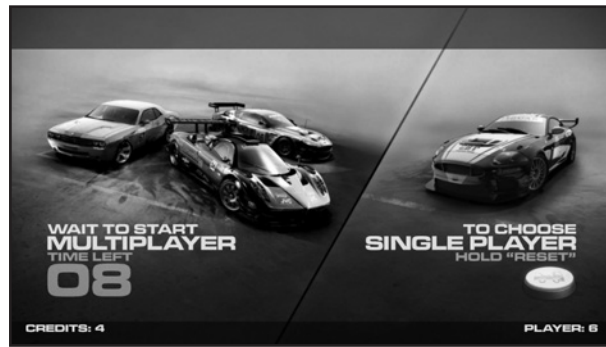 WAIT TO START
MULTIPLAYER
TIME LEFT
08
TO CHOOSE
SINGLE PLAYER
HOLD “RESET”
CREDITS: 4
PLAYER: 6